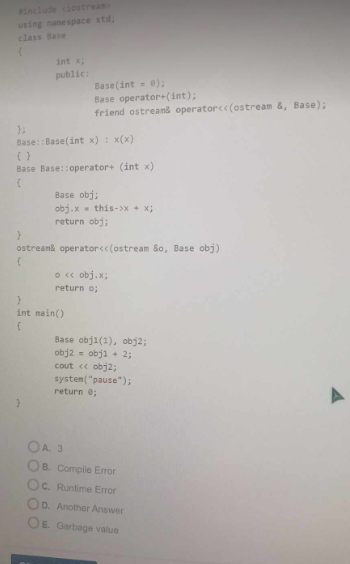 #include <iostream>
using namespace std;
class Base
{
int x;
public:
Base(int = 0);
Base operator+(int);
friend ostream& operator<<(ostream &, Base);
};
Base::Base(int x) : x(x)
{ }
Base Base::operator+ (int x)
{
Base obj;
obj.x = this->x + x;
return obj;
}
ostream& operator<<(ostream &o, Base obj)
{
o << obj.x;
return o;
}
int main()
{
Base obj1(1), obj2;
obj2 = obj1 + 2;
cout << obj2;
system("pause");
return 0;
}
A. 3
B. Compile Error
C. Runtime Error
D. Another Answer
E. Garbage value